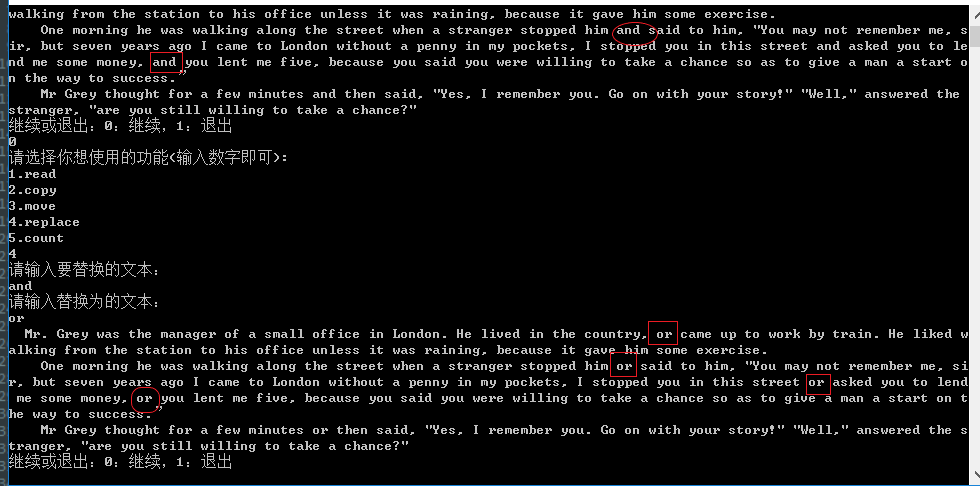 walking from the station to his office unless it was raining, because it gave him some exercise.
One morning he was walking along the street when a stranger stopped him and said to him, "You may not remember me, s
ir, but seven years ago I came to London without a penny in my pockets, I stopped you in this street and asked you to le
nd me some money, and you lent me five, because you said you were willing to take a chance so as to give a man a start o
n the way to success.”
Mr Grey thought for a few minutes and then said, "Yes, I remember you. Go on with your story!" "Well," answered the
stranger, "are you still willing to take a chance?"
继续或退出：0：继续，1：退出
0
请选择你想使用的功能(输入数字即可):
1.read
2.copy
3.move
4.replace
5.count
4
请输入要替换的文本：
and
请输入替换为的文本：
or
Mr. Grey was the manager of a small office in London. He lived in the country, or came up to work by train. He liked w
alking from the station to his office unless it was raining, because it gave him some exercise.
One morning he was walking along the street when a stranger stopped him or said to him, "You may not remember me, si
r, but seven years ago I came to London without a penny in my pockets, I stopped you in this street or asked you to lend
me some money, or you lent me five, because you said you were willing to take a chance so as to give a man a start on t
he way to success.”
Mr Grey thought for a few minutes or then said, "Yes, I remember you. Go on with your story!" "Well," answered the s
tranger, "are you still willing to take a chance?"
继续或退出：0：继续，1：退出